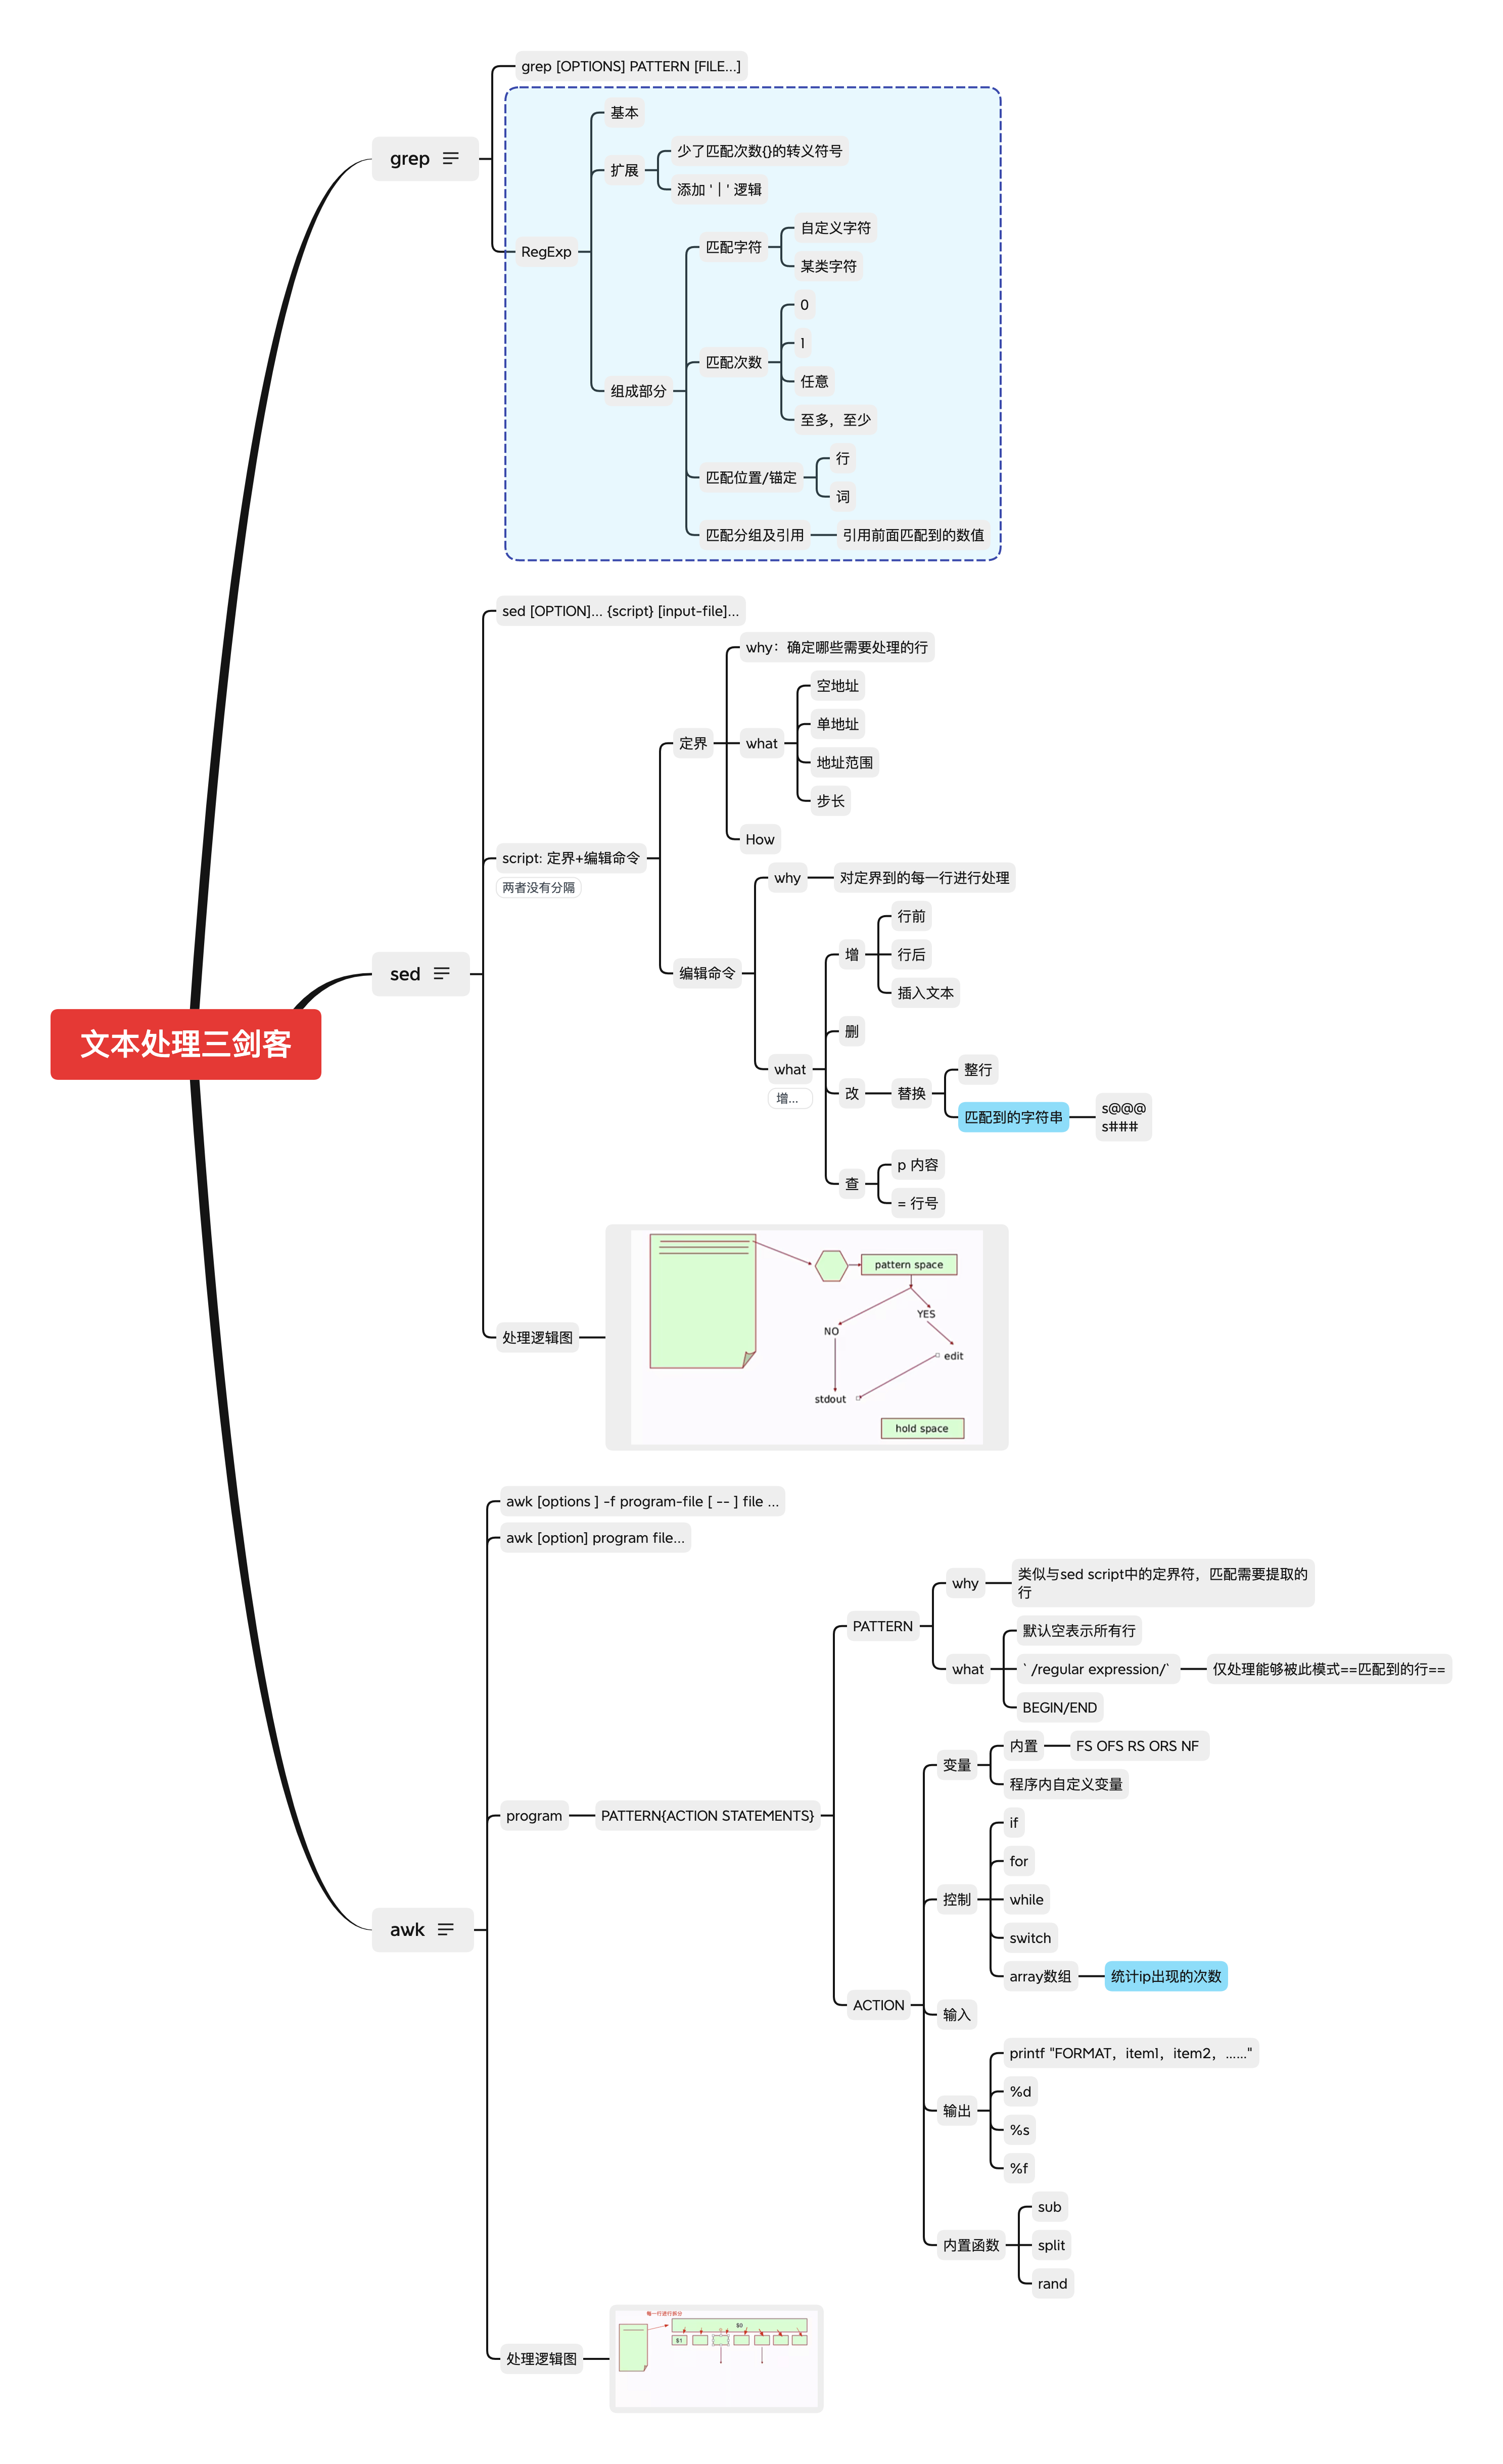 grep [OPTIONS] PATTERN [FILE...]
基本
少了匹配次数{}的转义符号
扩展
添加 ' | ' 逻辑
grep
自定义字符
匹配字符
某类字符
RegExp
0
1
匹配次数
任意
组成部分
至多，至少
行
匹配位置/锚定
词
匹配分组及引用
引用前面匹配到的数值
sed [OPTION]... {script} [input-file]...
why：确定哪些需要处理的行
空地址
单地址
定界
what
地址范围
步长
How
script: 定界+编辑命令
两者没有分隔
why
对定界到的每一行进行处理
行前
增
行后
编辑命令
sed
插入文本
删
文本处理三剑客
what
增...
整行
改
替换
匹配到的字符串
s@@@
s###
p 内容
查
= 行号
pattern space
YES
NO
处理逻辑图
edit
stdout
hold space
awk [options ] -f program-file [ -- ] file ...
awk [option] program file...
why
类似与sed script中的定界符，匹配需要提取的
行
PATTERN
默认空表示所有行
what
` /regular expression/`
仅处理能够被此模式==匹配到的行==
BEGIN/END
内置
FS OFS RS ORS NF
变量
程序内自定义变量
program
PATTERN{ACTION STATEMENTS}
if
for
控制
while
awk
switch
array数组
统计ip出现的次数
ACTION
输入
printf "FORMAT，item1，item2，......"
%d
输出
%s
%f
sub
内置函数
split
rand
每一行进行拆分
$0
$1
处理逻辑图